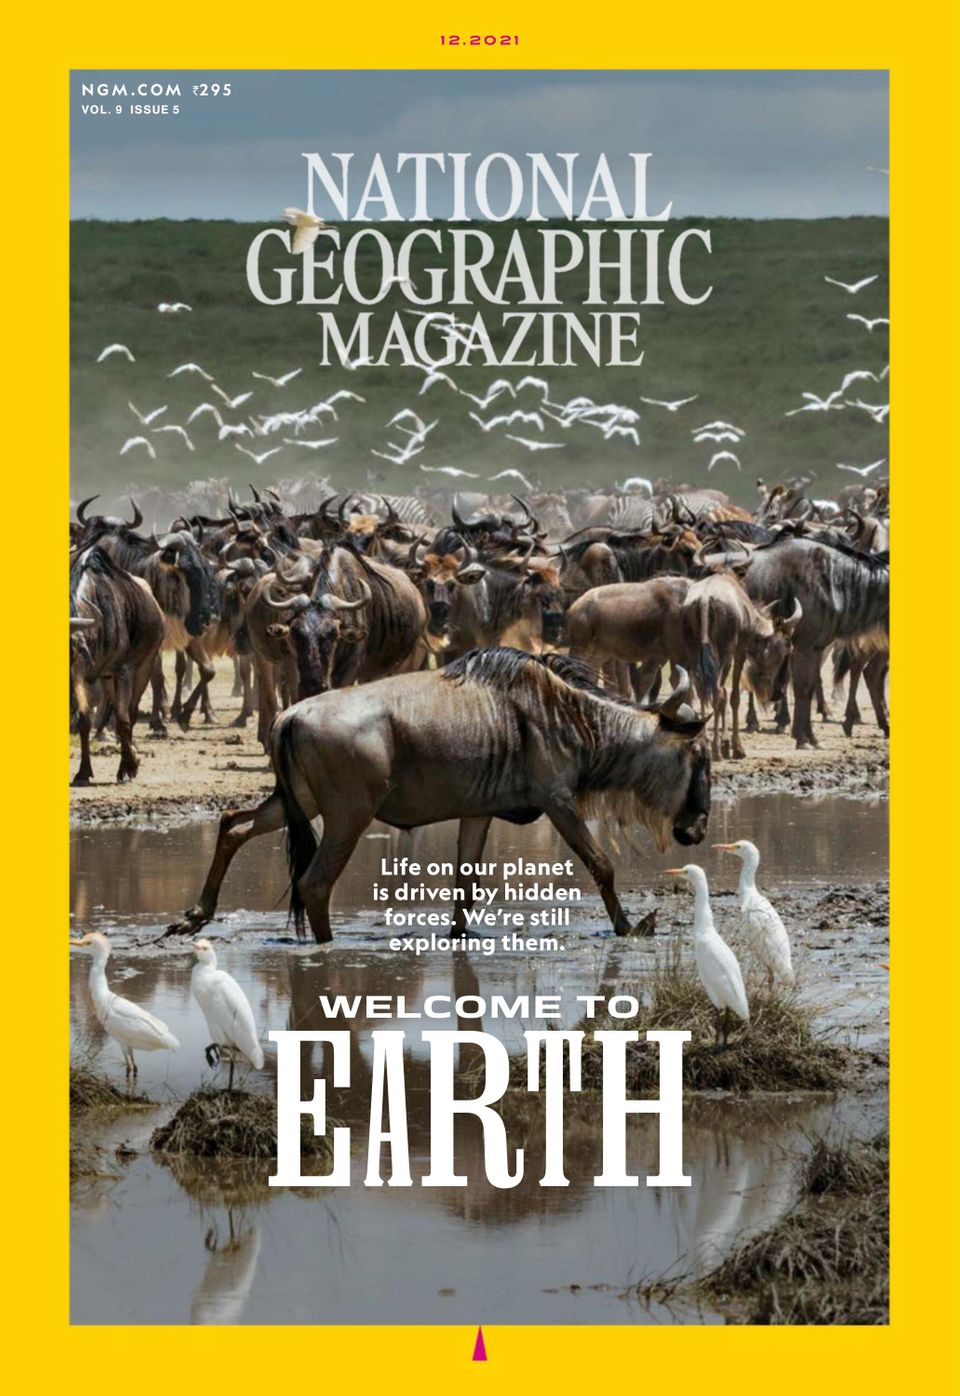 12.2021
NGM.COM ₹295
VOL. 9 ISSUE 5
NATIONAL
GEOGRAPHIC
MAGAZINE
Life on our planet
is driven by hidden
forces. We're still
exploring them.
WELCOME TO
EARTH